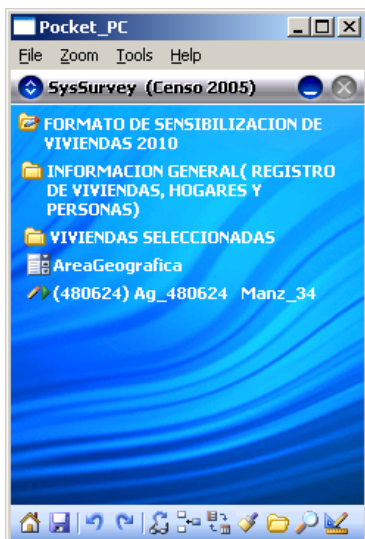 Pocket_PC
File Zoom Tools Help
SysSurvey (Censo 2005)
FORMATO DE SENSIBILIZACION DE
VIVIENDAS 2010
INFORMACION GENERAL( REGISTRO
DE VIVIENDAS, HOGARES Y
PERSONAS)
VIVIENDAS SELECCIONADAS
AreaGeografica
(480624) Ag_480624 Manz_34